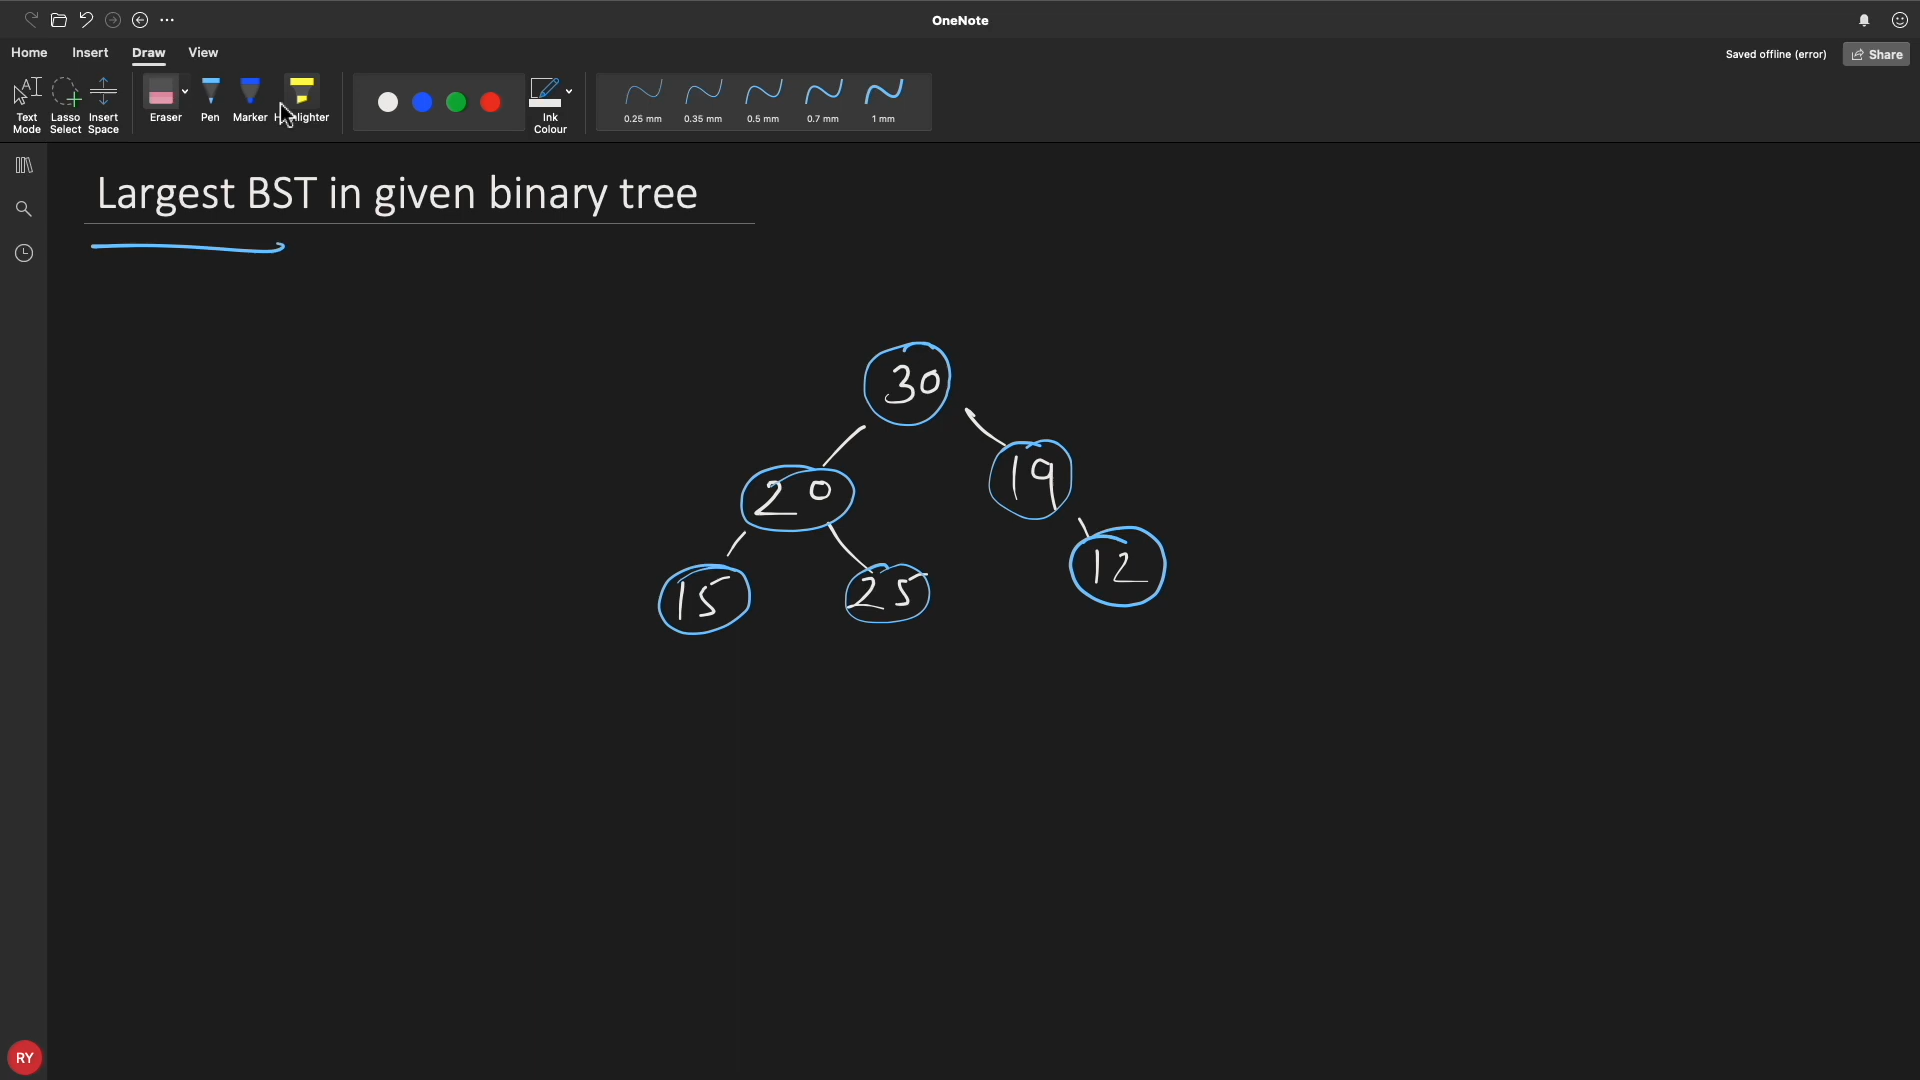 OneNote
Home Insert Draw View
Saved offline (error) Share
Text Mode
Lasso Select
Insert Space
Eraser Pen Marker
Ink Colour
0.25 mm 0.35 mm 0.5 mm 0.7 mm 1 mm
Largest BST in given binary tree
30
20 19
15 25 12
RY